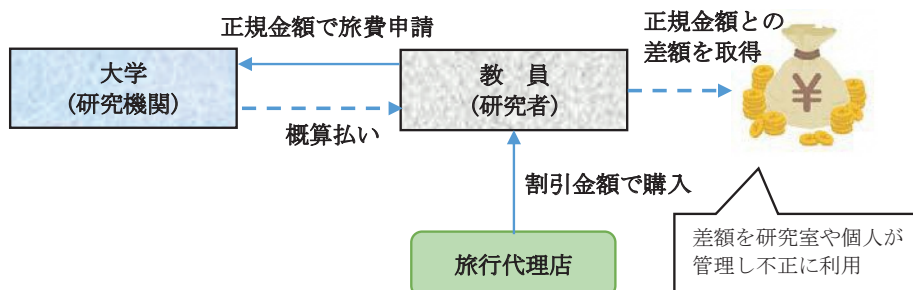 正規金額で旅費申請
正規金額との
差額を取得
大学
(研究機関)
教　員
(研究者)
¥
概算払い
割引金額で購入
旅行代理店
差額を研究室や個人が
管理し不正に利用